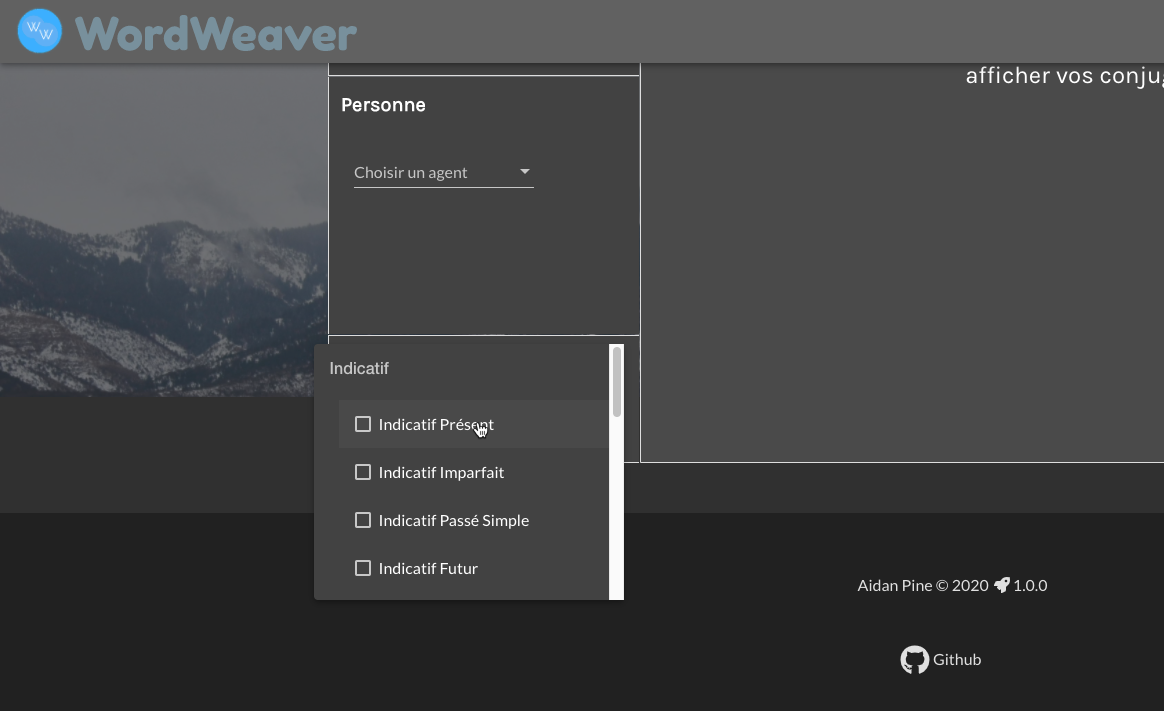 W W
WordWeaver
afficher vos conjug
Personne
Choisir un agent
Indicatif
Indicatif Présent
Indicatif Imparfait
Indicatif Passé Simple
Indicatif Futur
Aidan Pine © 2020 1.0.0
Github